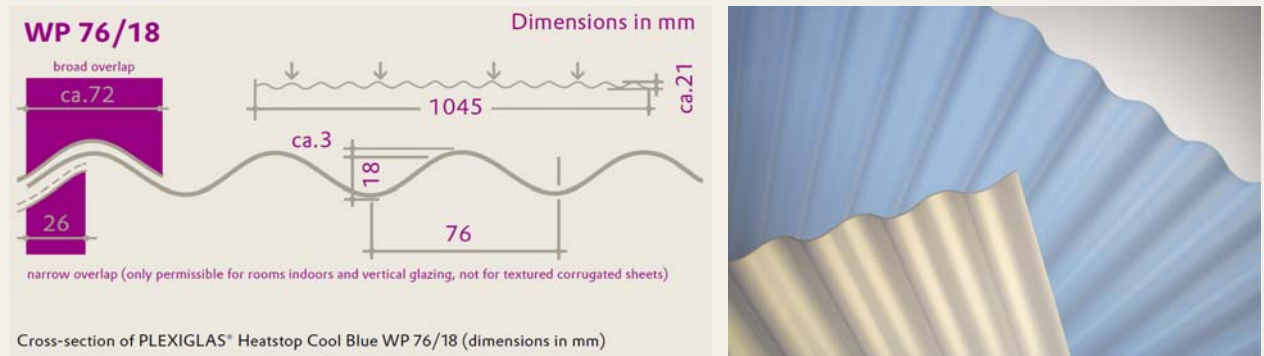 WP 76/18
Dimensions in mm
broad overlap
ca.72
1045
ca.21
ca.3
18
26
76
narrow overlap (only permissible for rooms indoors and vertical glazing, not for textured corrugated sheets)
Cross-section of PLEXIGLAS® Heatstop Cool Blue WP 76/18 (dimensions in mm)